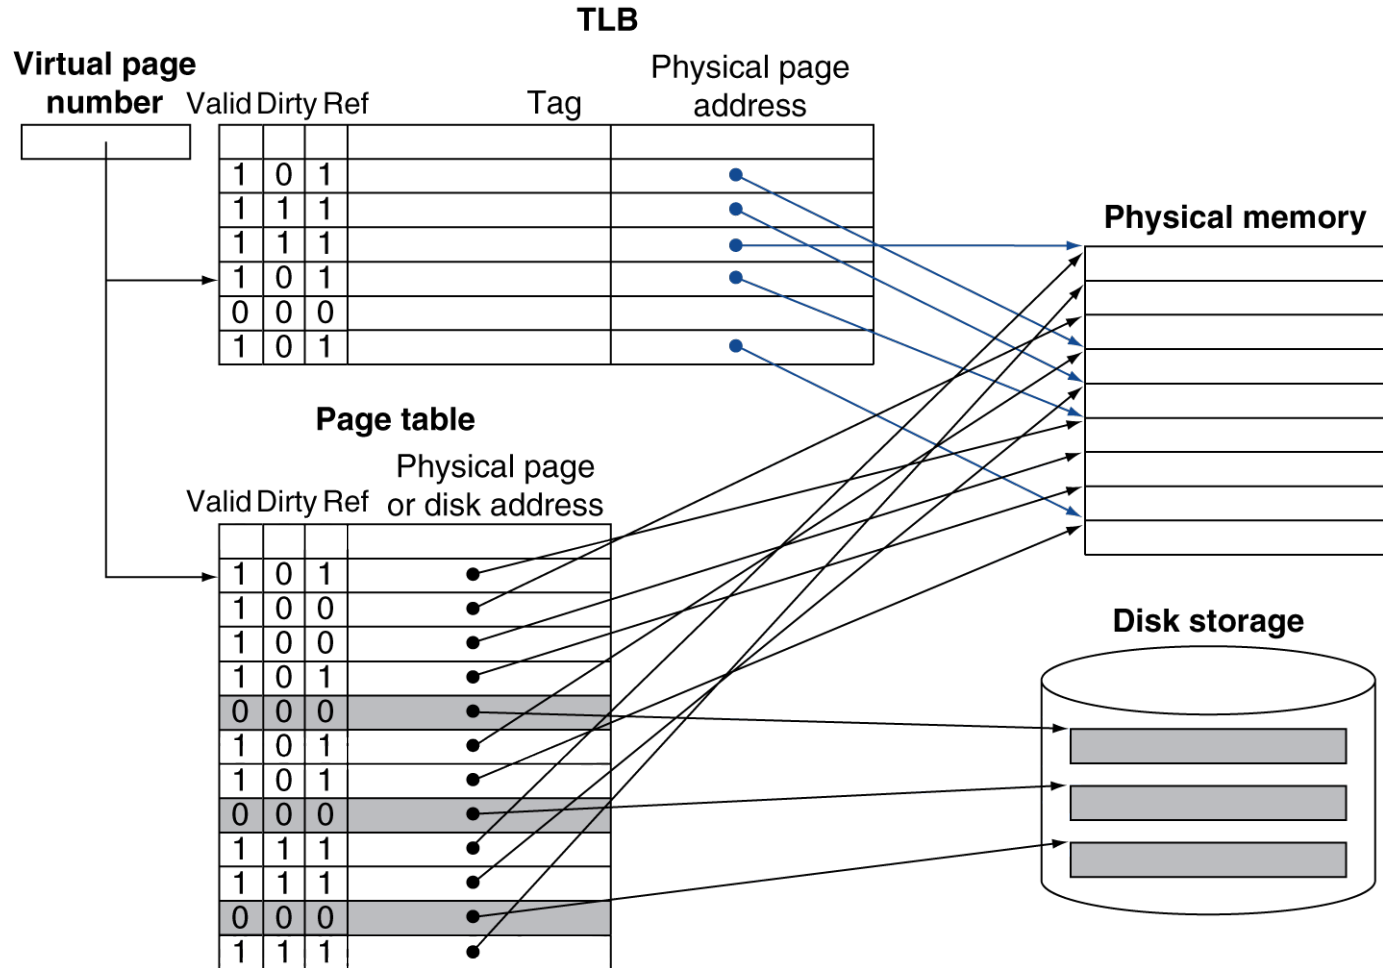 TLB
Virtual page
number
Valid Dirty Ref
Tag
Physical page
address
1 0 1
1 1 1
1 1 1
1 0 1
0 0 0
1 0 1
Physical memory
Page table
Physical page
or disk address
Valid Dirty Ref
1 0 1
1 0 0
1 0 0
1 0 1
0 0 0
1 0 1
1 0 1
0 0 0
1 1 1
1 1 1
0 0 0
1 1 1
Disk storage